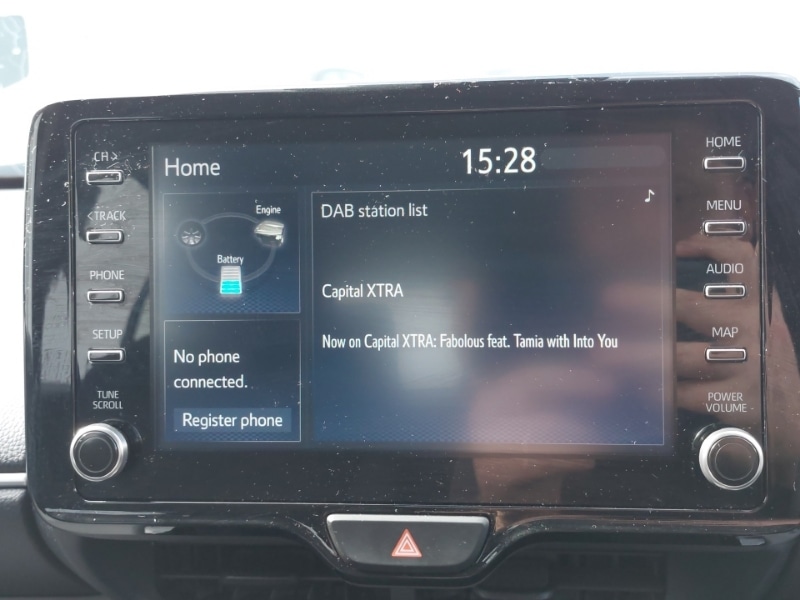 CH >
< TRACK
PHONE
SETUP
TUNE
SCROLL
Home
15:28
Engine
Battery
No phone
connected.
Register phone
DAB station list
Capital XTRA
Now on Capital XTRA: Fabolous feat. Tamia with Into You
HOME
MENU
AUDIO
MAP
POWER
VOLUME